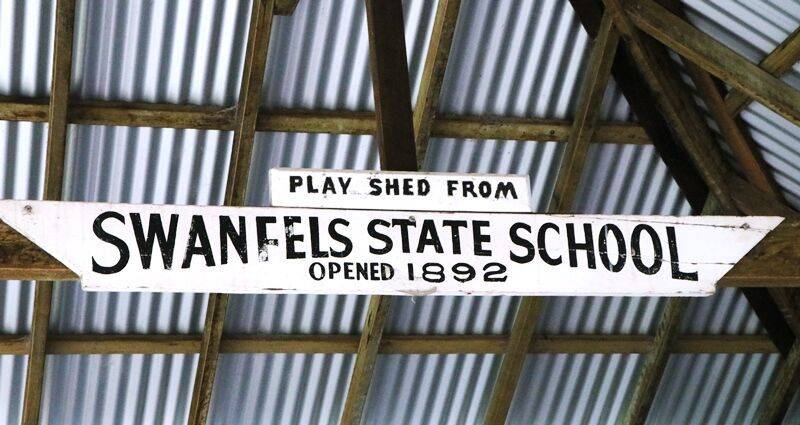 PLAY SHED FROM
SWANFELS STATE SCHOOL
OPENED 1892